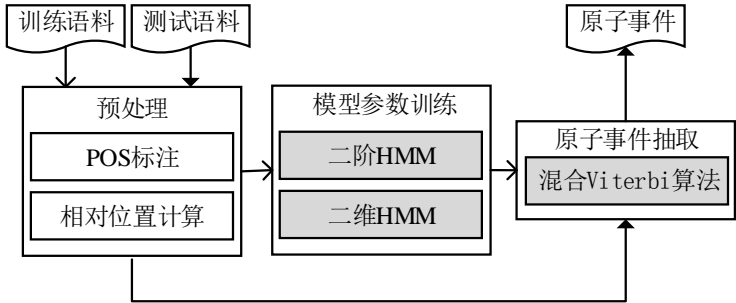 训练语料
测试语料
原子事件
预处理
POS标注
相对位置计算
模型参数训练
二阶HMM
二维HMM
原子事件抽取
混合Viterbi算法